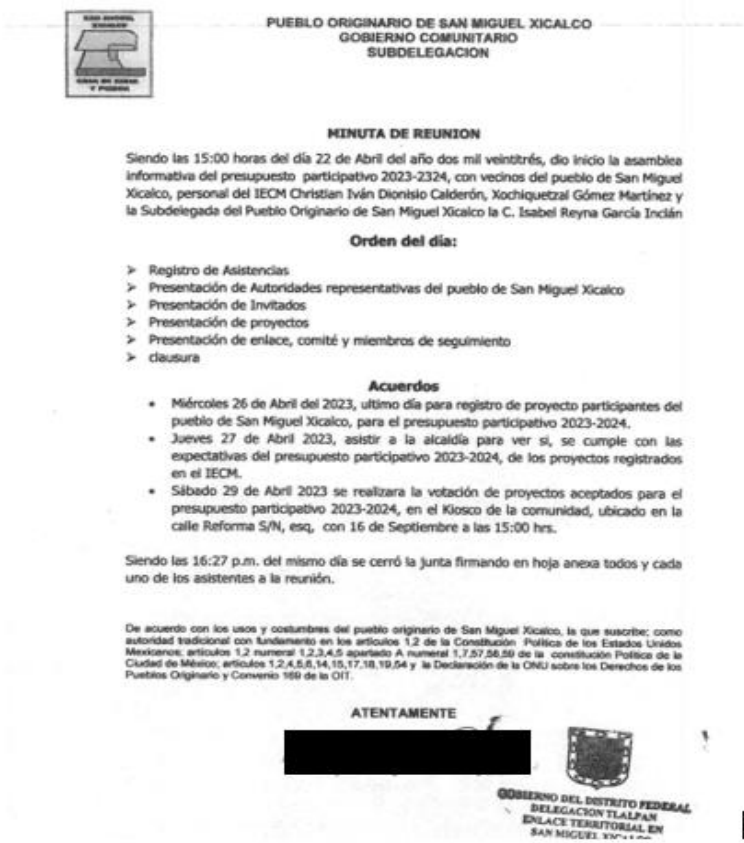 SAN MIGUEL
XICALCO
CASA DE
Y PIEDRA
PUEBLO ORIGINARIO DE SAN MIGUEL XICALCO
GOBIERNO COMUNITARIO
SUBDELEGACION
MINUTA DE REUNION
Siendo las 15:00 horas del día 22 de Abril del año dos mil veintitrés, dio inicio la asamblea
informativa del presupuesto participativo 2023-2324, con vecinos del pueblo de San Miguel
Xicalco, personal del IECM Christian Iván Dionisio Calderón, Xochiquetzal Gómez Martínez y
la Subdelegada del Pueblo Originario de San Miguel Xicalco la C. Isabel Reyna García Inclán
Orden del día:
➢ Registro de Asistencias
➢ Presentación de Autoridades representativas del pueblo de San Miguel Xicalco
➢ Presentación de Invitados
➢ Presentación de proyectos
➢ Presentación de enlace, comité y miembros de seguimiento
➢ clausura
Acuerdos
• Miércoles 26 de Abril del 2023, ultimo día para registro de proyecto participantes del
pueblo de San Miguel Xicalco, para el presupuesto participativo 2023-2024.
• Jueves 27 de Abril 2023, asistir a la alcaldía para ver si, se cumple con las
expectativas del presupuesto participativo 2023-2024, de los proyectos registrados
en el IECM.
• Sábado 29 de Abril 2023 se realizara la votación de proyectos aceptados para el
presupuesto participativo 2023-2024, en el Kiosco de la comunidad, ubicado en la
calle Reforma S/N, esq, con 16 de Septiembre a las 15:00 hrs.
Siendo las 16:27 p.m. del mismo día se cerró la junta firmando en hoja anexa todos y cada
uno de los asistentes a la reunión.
De acuerdo con los usos y costumbres del pueblo originario de San Miguel Xicalco, la que suscribe; como
autoridad tradicional con fundamento en los artículos 1,2 de la Constitución Política de los Estados Unidos
Mexicanos; artículos 1,2 numeral 1,2,3,4,5 apartado A numeral 1,7,57,58,59 de la constitución Política de la
Ciudad de México; artículos 1,2,4,5,6,14,15,17,18,19,54 y la Declaración de la ONU sobre los Derechos de los
Pueblos Originario y Convenio 169 de la OIT.
ATENTAMENTE
GOBIERNO DEL DISTRITO FEDERAL
DELEGACION TLALPAN
ENLACE TERRITORIAL EN
SAN MIGUEL XICALCO